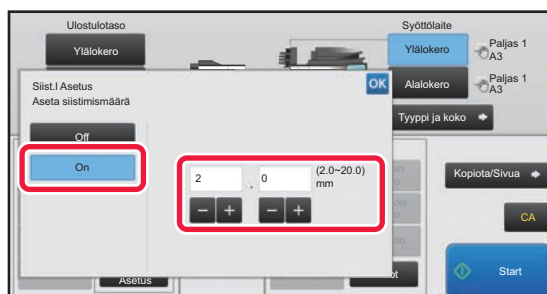 Ulostulotaso
Ylälokero
Syöttölaite
Ylälokero
Paljas 1
A3
Alalokero
Paljas 1
A3
Tyyppi ja koko
Siist.l Asetus
Aseta siistimismäärä
OK
Off
On
2 . 0 (2.0~20.0)
mm
Kopiota/Sivua
CA
Start
Asetus